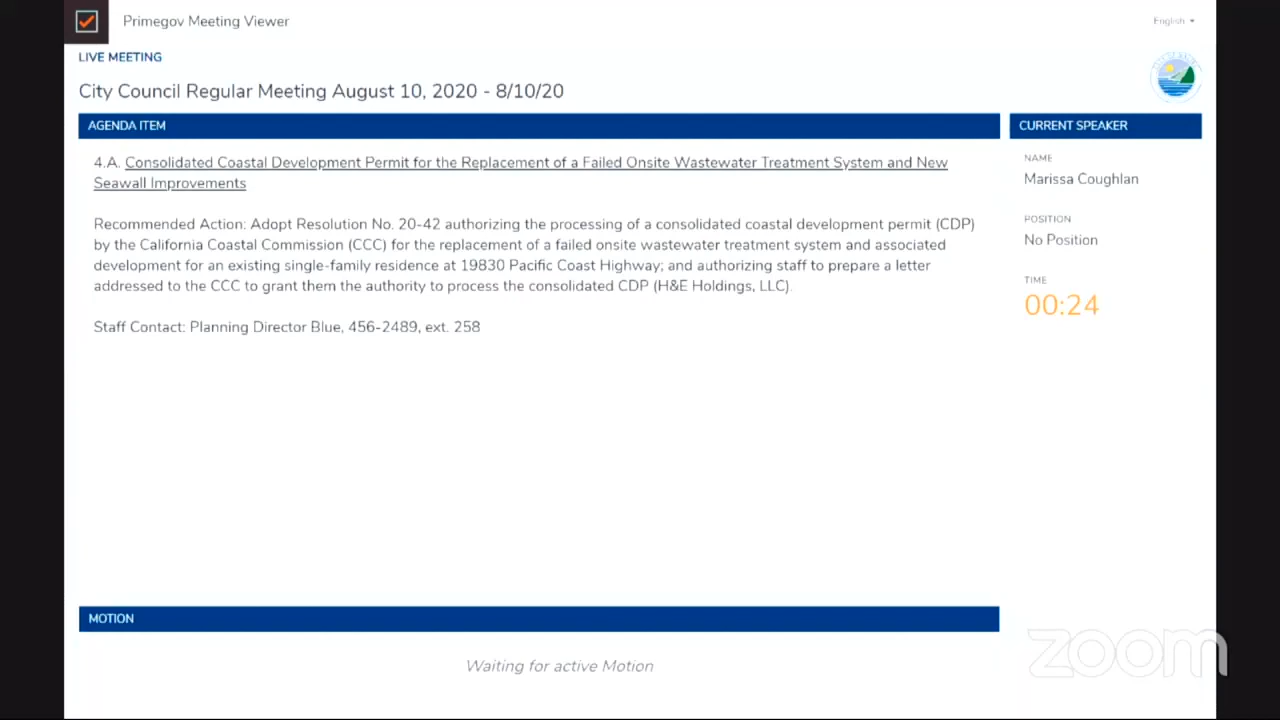 Primegov Meeting Viewer
English
LIVE MEETING
City Council Regular Meeting August 10, 2020 - 8/10/20
AGENDA ITEM
CURRENT SPEAKER
4.A. Consolidated Coastal Development Permit for the Replacement of a Failed Onsite Wastewater Treatment System and New
Seawall Improvements
Recommended Action: Adopt Resolution No. 20-42 authorizing the processing of a consolidated coastal development permit (CDP)
by the California Coastal Commission (CCC) for the replacement of a failed onsite wastewater treatment system and associated
development for an existing single-family residence at 19830 Pacific Coast Highway; and authorizing staff to prepare a letter
addressed to the CCC to grant them the authority to process the consolidated CDP (H&E Holdings, LLC).
Staff Contact: Planning Director Blue, 456-2489, ext. 258
NAME
Marissa Coughlan
POSITION
No Position
TIME
00:24
MOTION
Waiting for active Motion
zoom